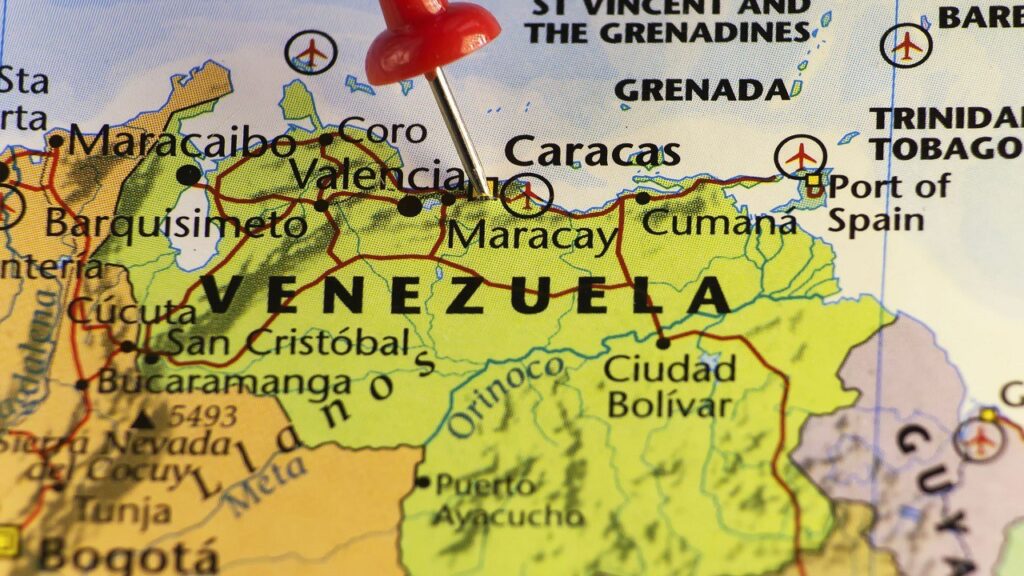 ST VINCENT AND
THE GRENADINES
BARB
GRENADA
TRINIDAD
TOBAGO
Sta
rta
Maracaibo
Coro
Caracas
Valencia
Port of
Spain
Barquisimeto
Maracay
Cumaná
VENEZUELA
Cúcuta
San Cristóbal
Bucaramanga
Orinoco
Ciudad
Bolívar
5493
Sierra Nevada
del Cocuy
Llanos
Meta
Puerto
Ayacucho
Tunja
Bogotá
GUYA
G